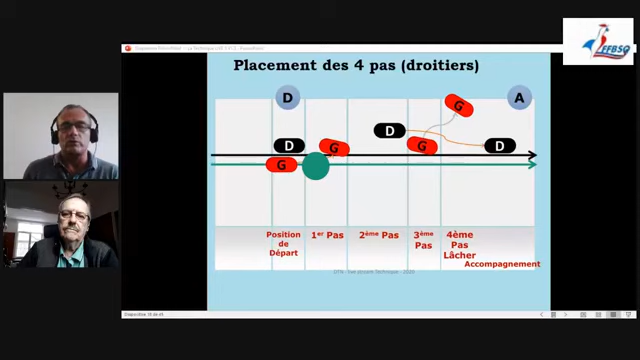 FFBSQ
Placement des 4 pas (droitiers)
D
A
G
D
D
G
G
D
G
Position
de
Départ
1er Pas
2ème Pas
3ème
Pas
4ème
Pas
Lâcher
Accompagnement